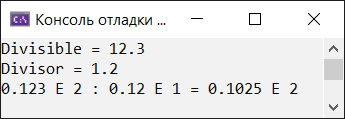 Консоль отладки ...
Divisible = 12.3
Divisor = 1.2
0.123 E 2 : 0.12 E 1 = 0.1025 E 2